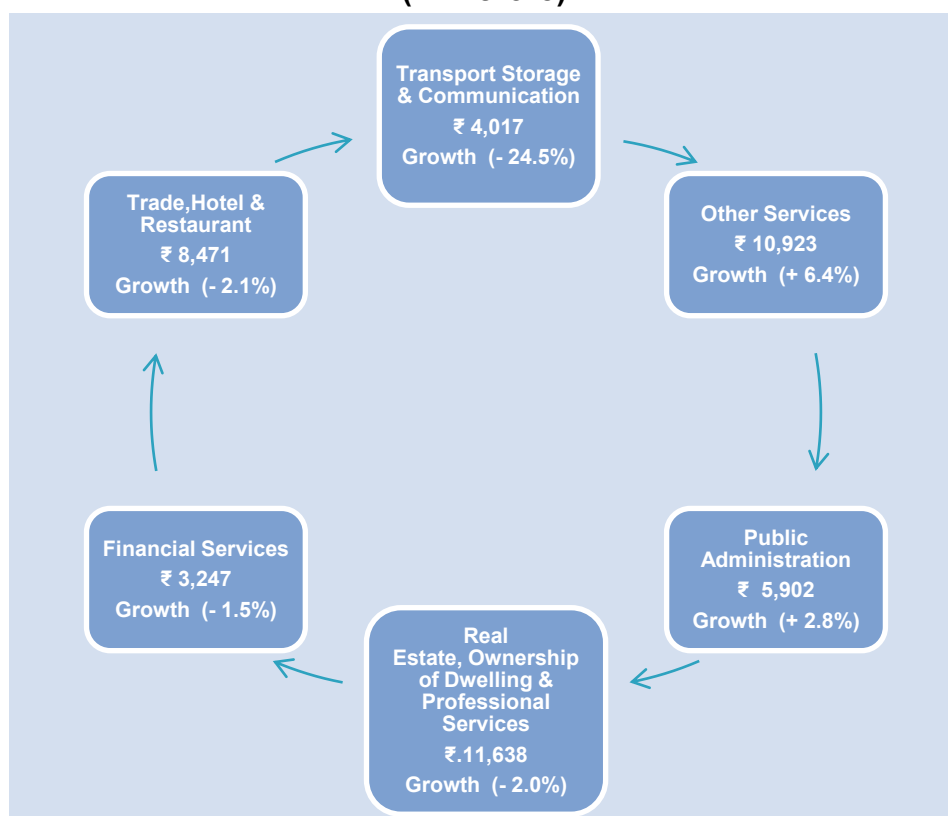 Transport Storage
& Communication
₹ 4,017
Growth (- 24.5%)
Other Services
₹ 10,923
Growth (+ 6.4%)
Public
Administration
₹ 5,902
Growth (+ 2.8%)
Real
Estate, Ownership
of Dwelling &
Professional
Services
₹.11,638
Growth (- 2.0%)
Financial Services
₹ 3,247
Growth (- 1.5%)
Trade,Hotel &
Restaurant
₹ 8,471
Growth (- 2.1%)